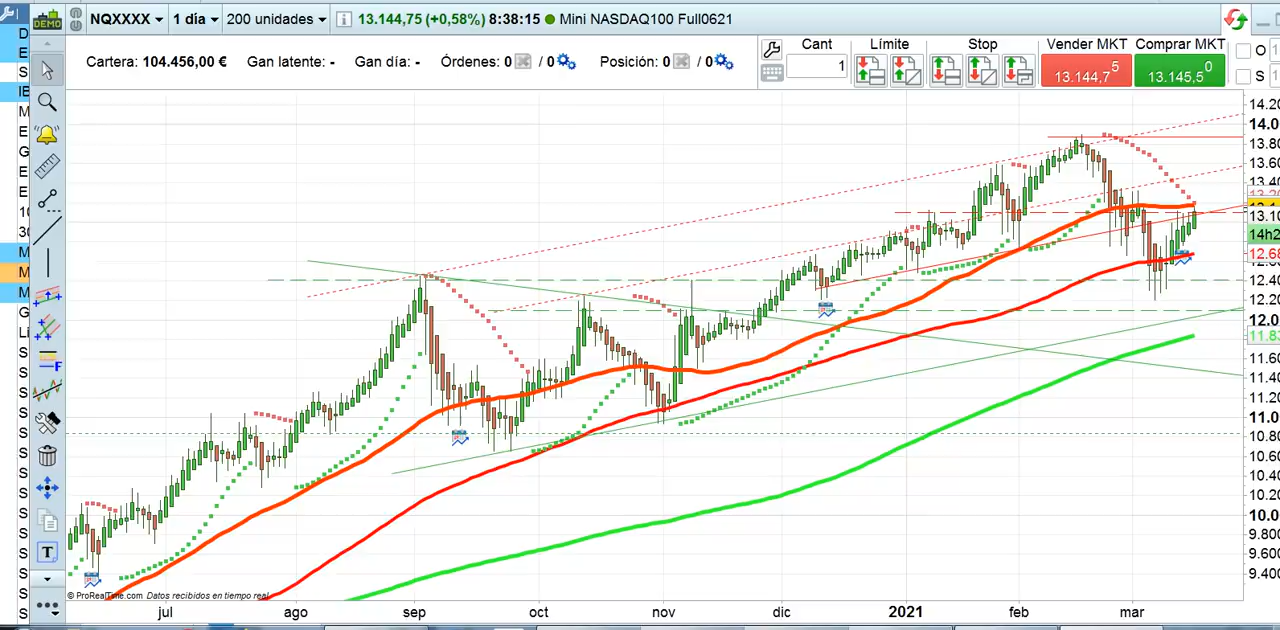 NQXXXX 1 día 200 unidades 13.144,75 (+0,58%) 8:38:15 Mini NASDAQ100 Full0621
DEMO
Cartera: 104.456,00 € Gan latente: - Gan día: - Órdenes: 0 / 0 Posición: 0 / 0
Cant Límite Stop Vender MKT Comprar MKT
1 13.144,7 5 13.145,5 0
O
S
14.20
14.0
13.80
13.60
13.40
13.1
14h2
12.68
12.40
12.20
12.0
11.83
11.60
11.40
11.20
11.0
10.80
10.60
10.40
10.20
10.0
9.800
9.600
9.400
© ProRealTime.com Datos recibidos en tiempo real
jul ago sep oct nov dic 2021 feb mar